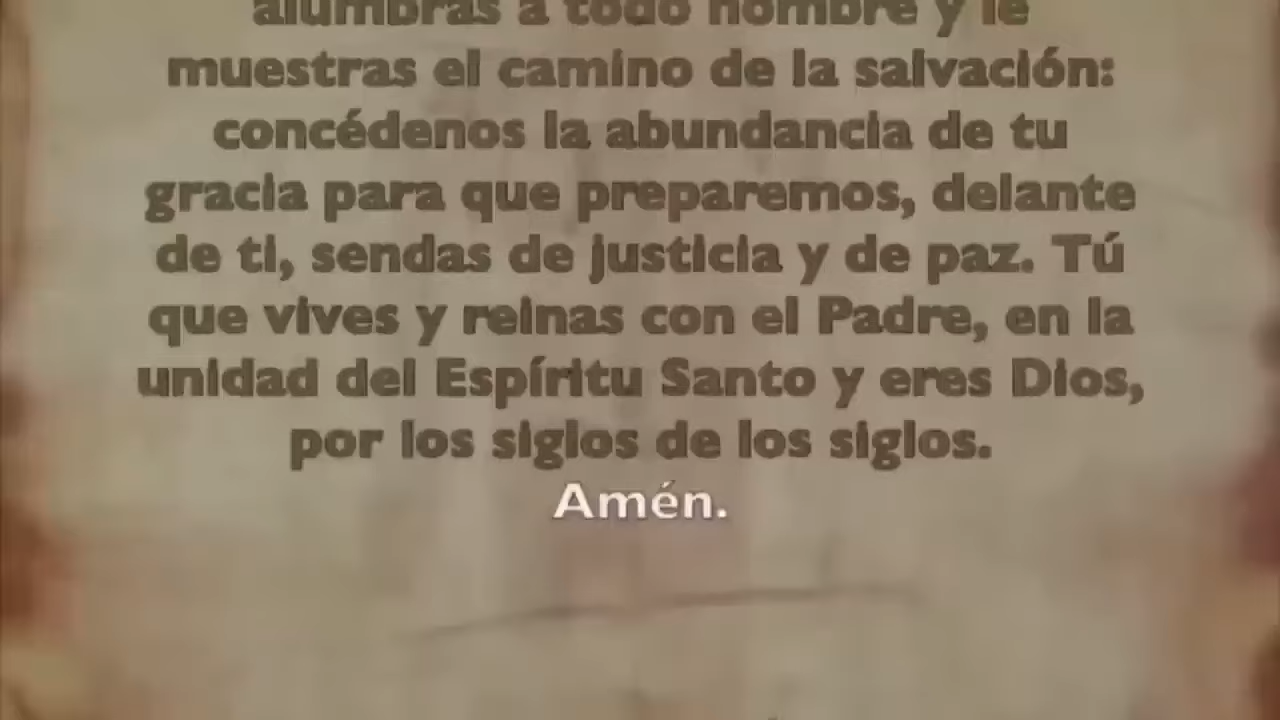 alumbras a todo hombre y le
muestras el camino de la salvación:
concédenos la abundancia de tu
gracia para que preparemos, delante
de ti, sendas de justicia y de paz. Tú
que vives y reinas con el Padre, en la
unidad del Espíritu Santo y eres Dios,
por los siglos de los siglos.
Amén.